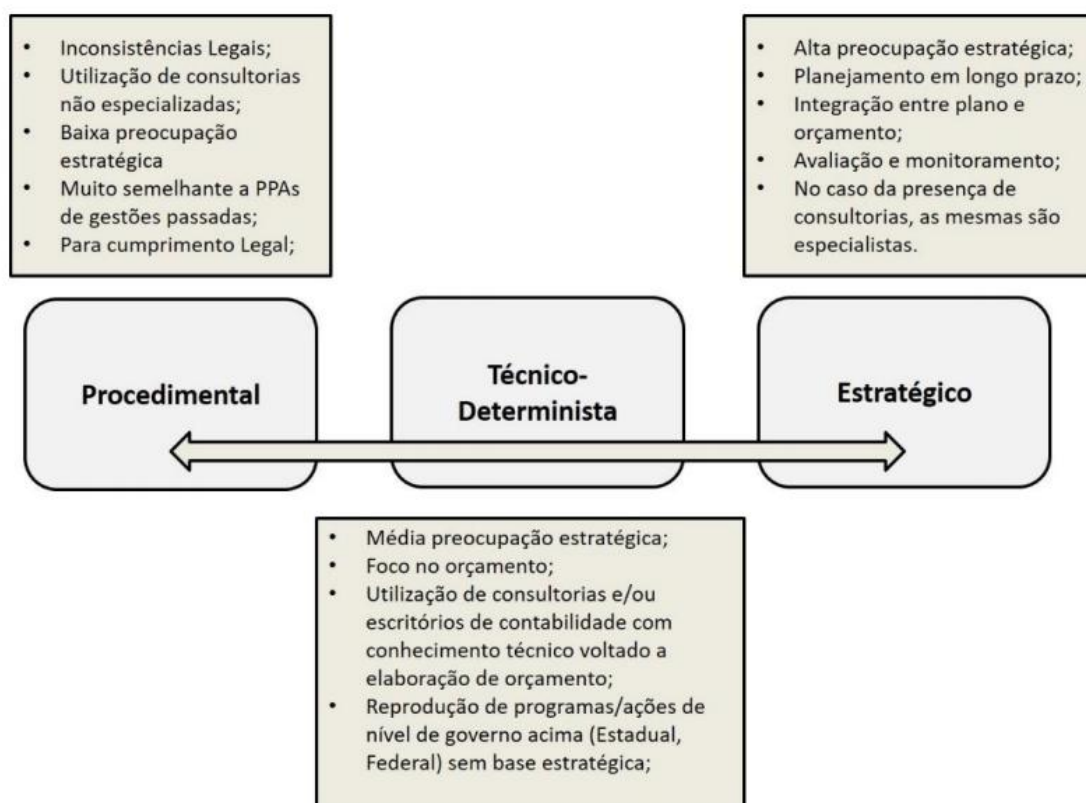 • Inconsistências Legais;
• Utilização de consultorias
não especializadas;
• Baixa preocupação
estratégica
• Muito semelhante a PPAs
de gestões passadas;
• Para cumprimento Legal;
• Alta preocupação estratégica;
• Planejamento em longo prazo;
• Integração entre plano e
orçamento;
• Avaliação e monitoramento;
• No caso da presença de
consultorias, as mesmas são
especialistas.
Procedimental
Técnico-
Determinista
Estratégico
• Média preocupação estratégica;
• Foco no orçamento;
• Utilização de consultorias e/ou
escritórios de contabilidade com
conhecimento técnico voltado a
elaboração de orçamento;
• Reprodução de programas/ações de
nível de governo acima (Estadual,
Federal) sem base estratégica;